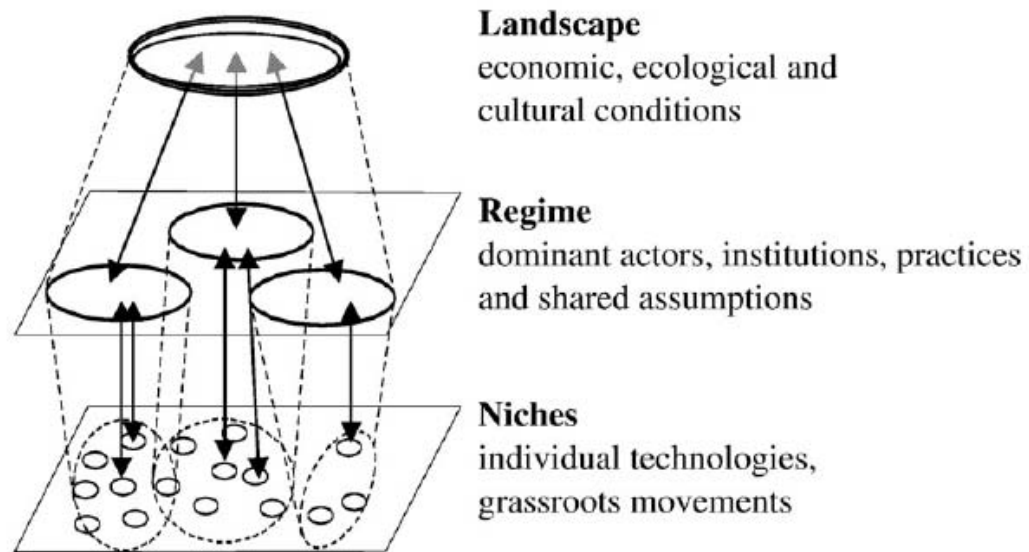 Landscape
economic, ecological and
cultural conditions
Regime
dominant actors, institutions, practices
and shared assumptions
Niches
individual technologies,
grassroots movements